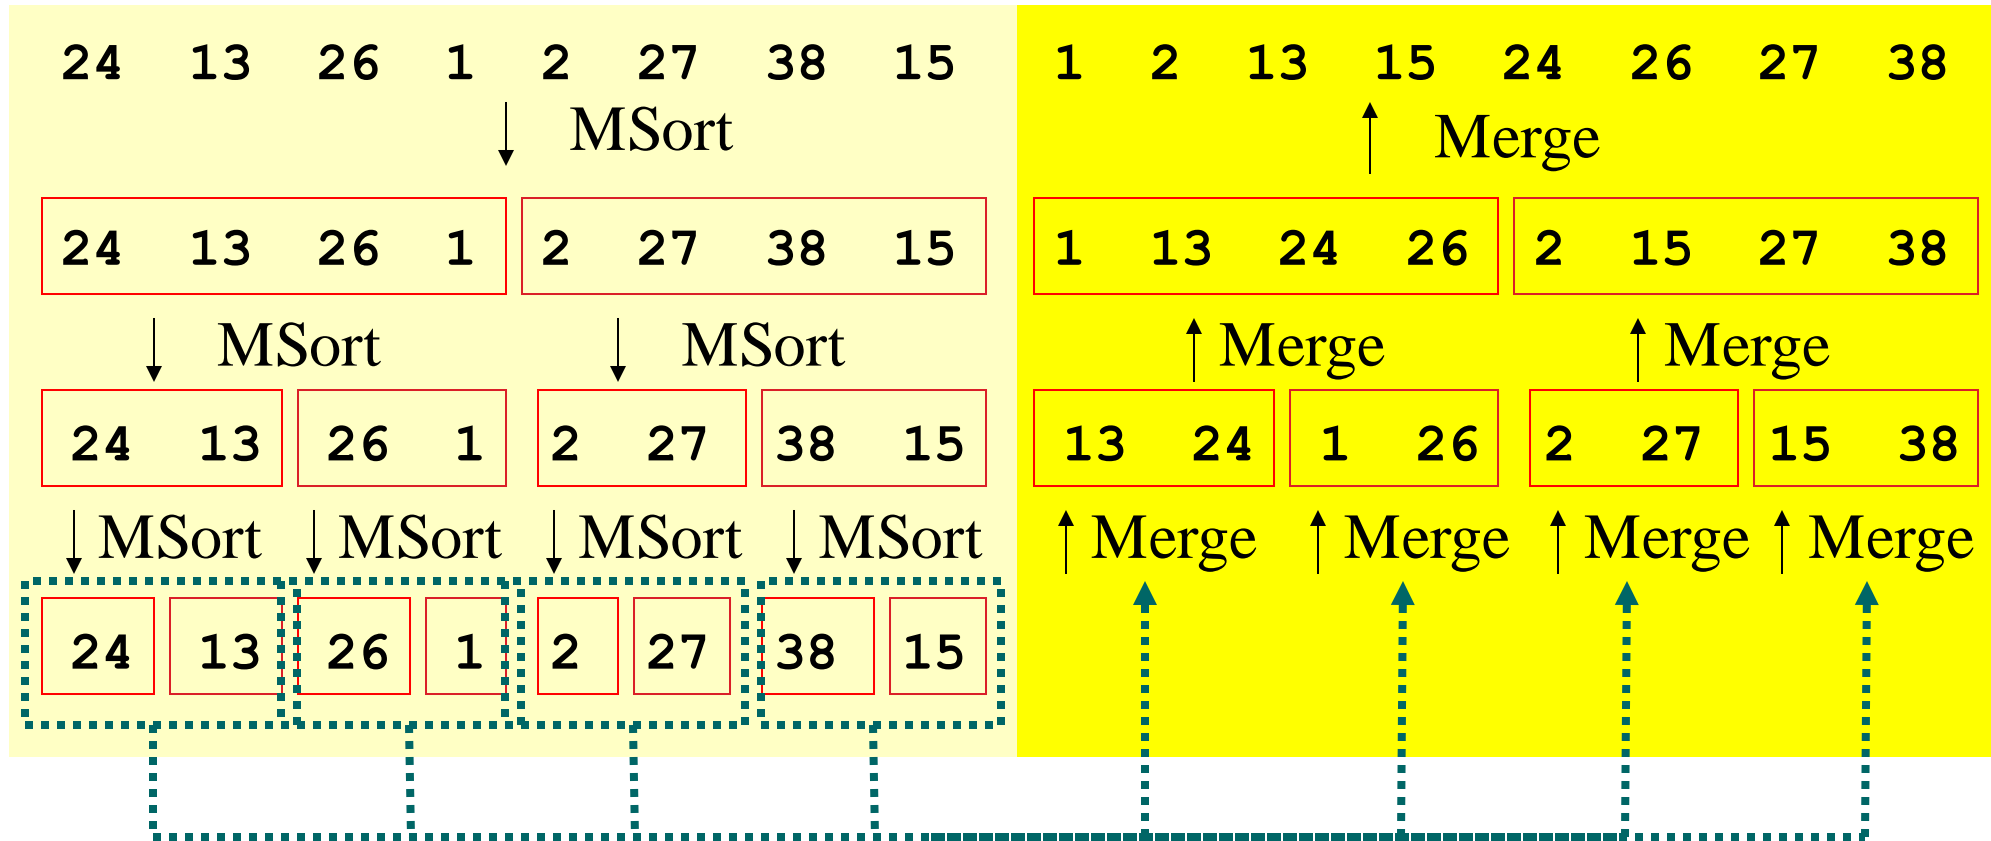 24 13 26 1 2 27 38 15
MSort
24 13 26 1 2 27 38 15
MSort MSort
24 13 26 1 2 27 38 15
MSort MSort MSort MSort
24 13 26 1 2 27 38 15
1 2 13 15 24 26 27 38
Merge
1 13 24 26 2 15 27 38
Merge Merge
13 24 1 26 2 27 15 38
Merge Merge Merge Merge